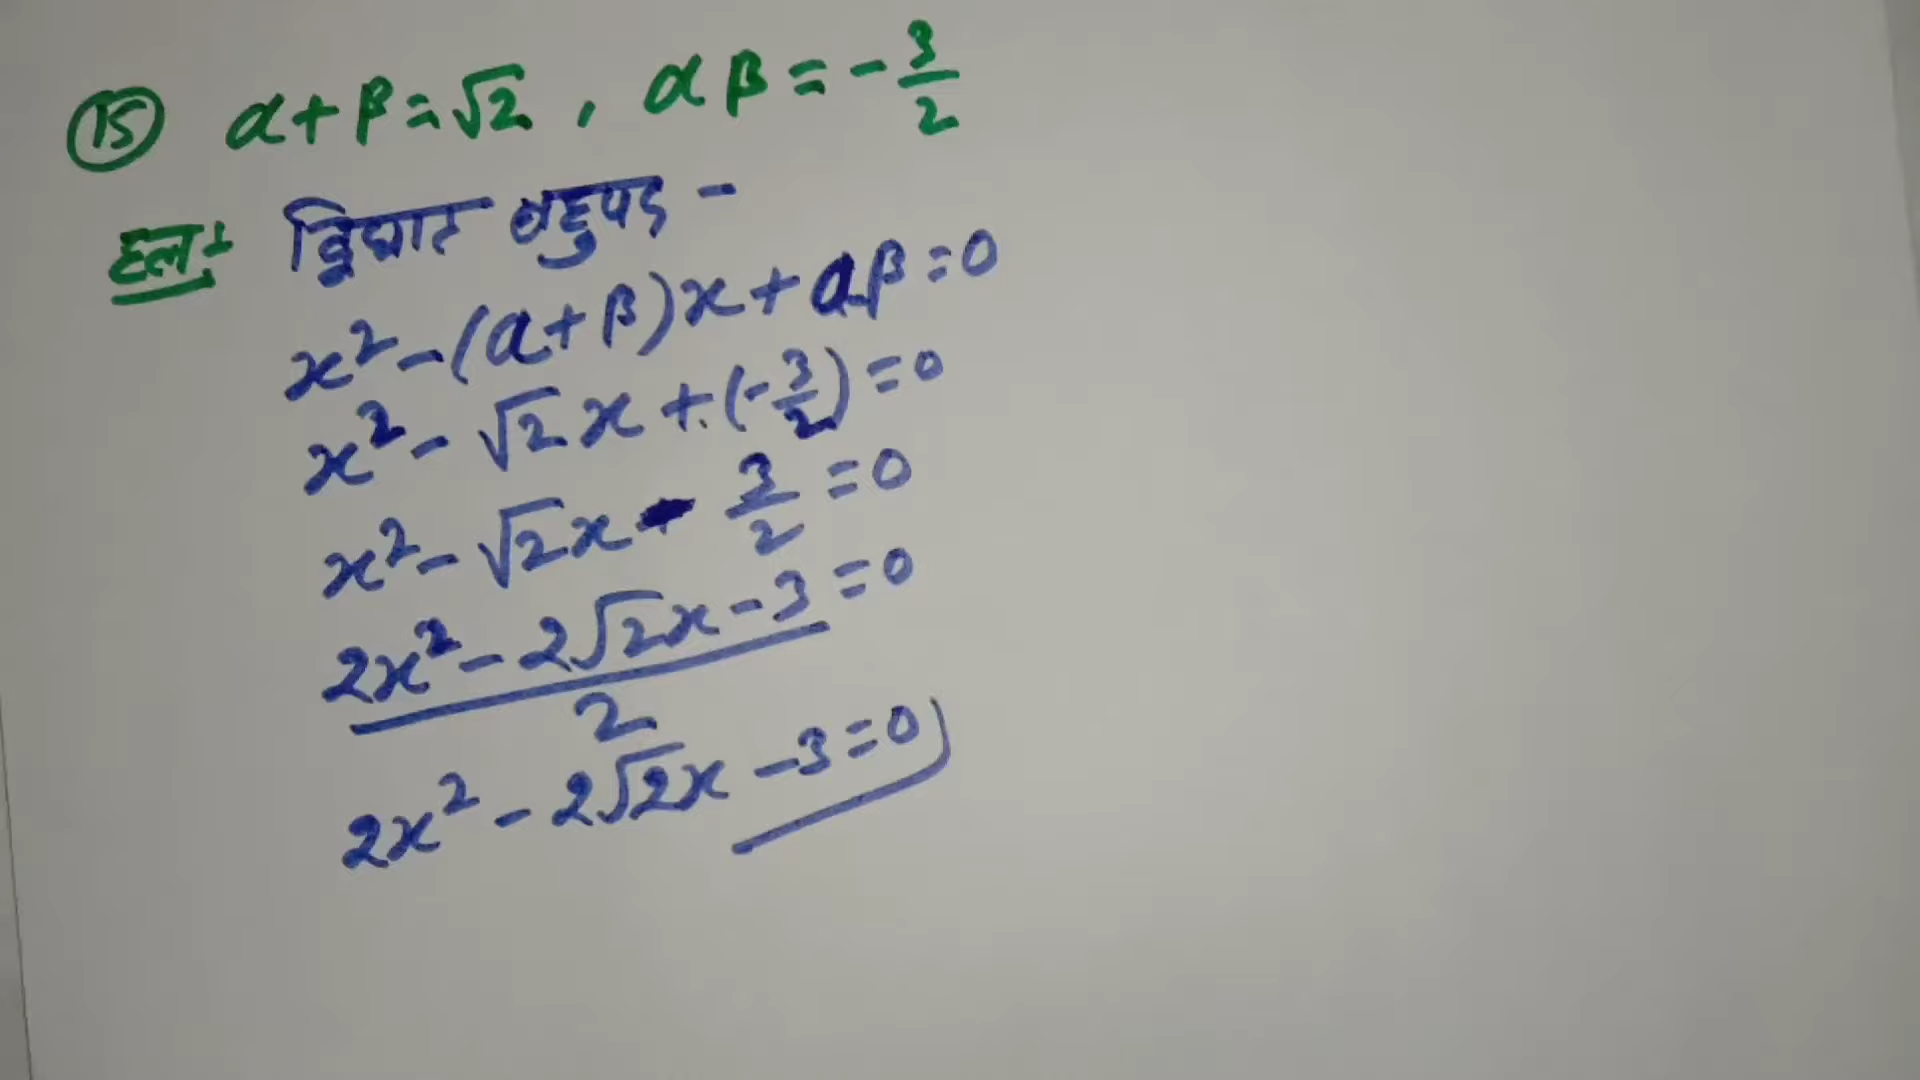 ⑮ α+β=√2, αβ=-3/2
हल:- द्विघात बहुपद -
x²-(α+β)x+αβ=0
x²-√2x+(-3/2)=0
x²-√2x-3/2=0
(2x²-2√2x-3)/2=0
2x²-2√2x-3=0